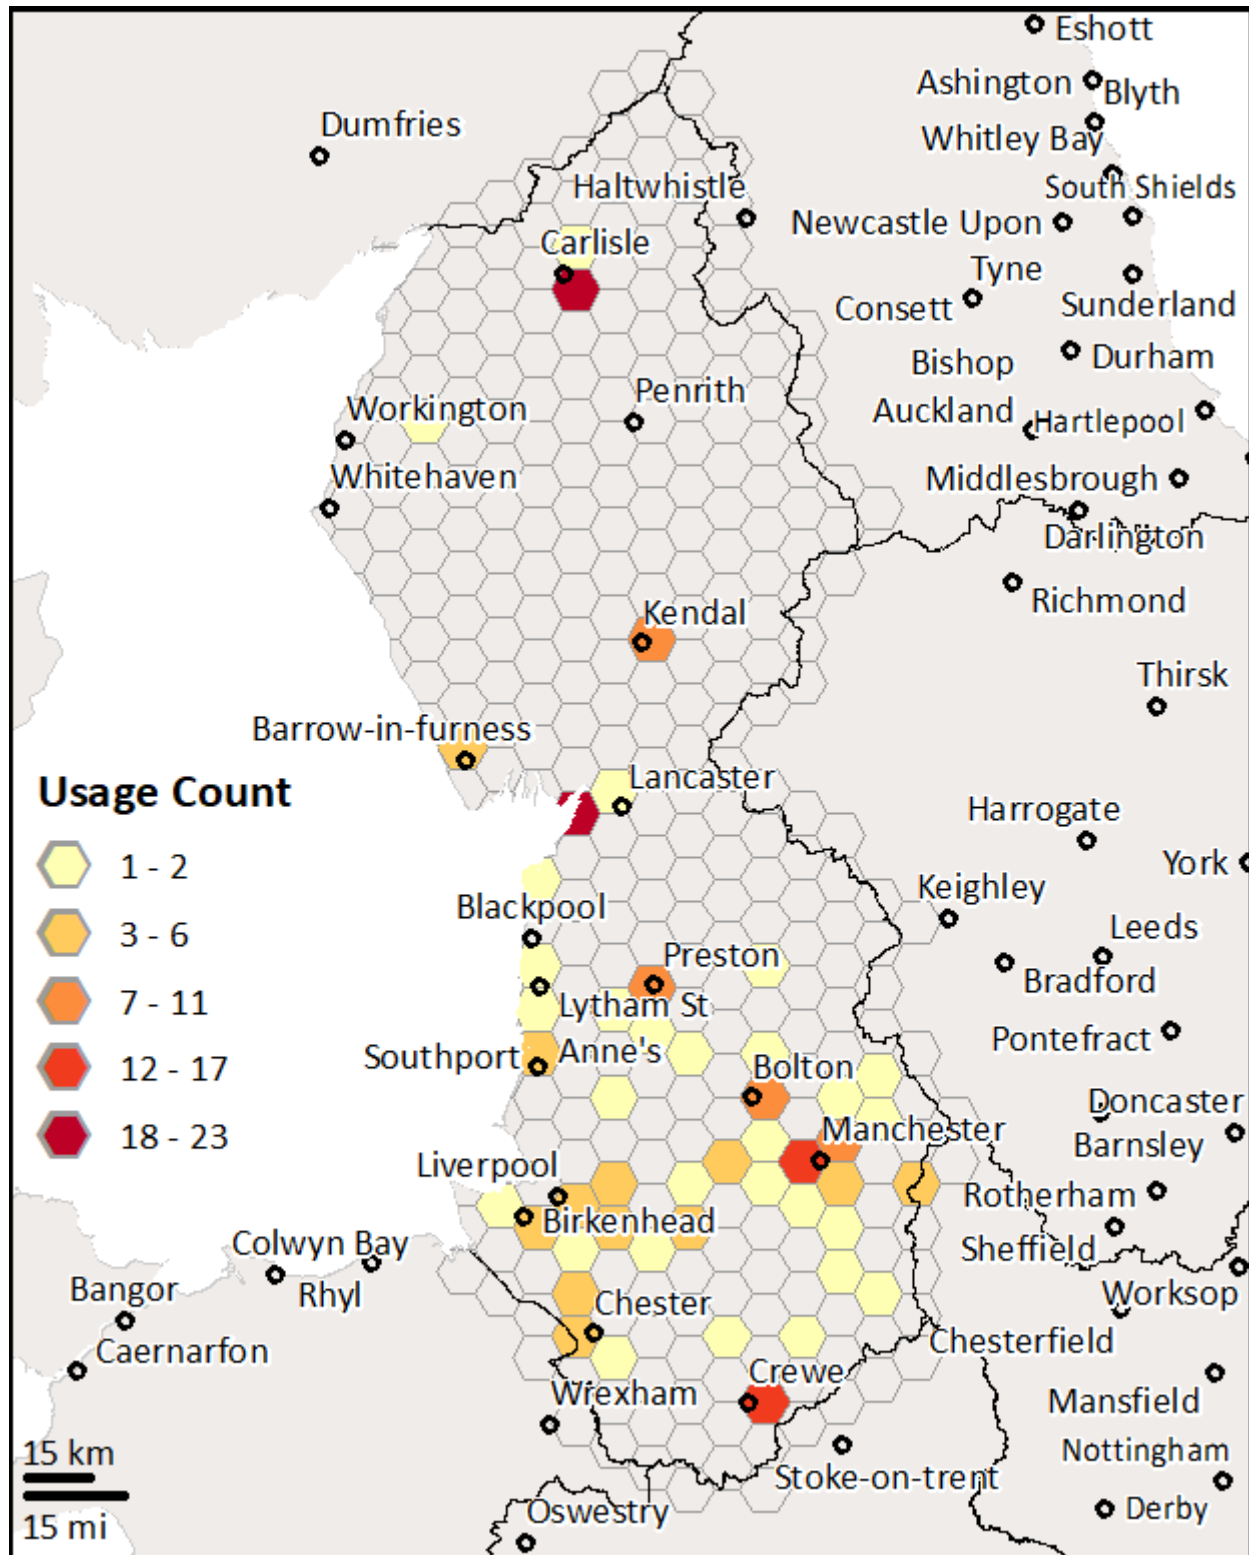 Eshott
Ashington
Blyth
Dumfries
Whitley Bay
Haltwhistle
South Shields
Newcastle Upon
Tyne
Carlisle
Consett
Sunderland
Bishop
Auckland
Durham
Penrith
Workington
Hartlepool
Whitehaven
Middlesbrough
Darlington
Richmond
Kendal
Thirsk
Barrow-in-furness
Lancaster
Usage Count
1 - 2
3 - 6
7 - 11
12 - 17
18 - 23
Harrogate
York
Keighley
Blackpool
Leeds
Preston
Bradford
Lytham St
Anne's
Pontefract
Southport
Bolton
Doncaster
Manchester
Barnsley
Liverpool
Rotherham
Birkenhead
Sheffield
Colwyn Bay
Rhyl
Bangor
Worksop
Chester
Chesterfield
Caernarfon
Crewe
Wrexham
Mansfield
Nottingham
Stoke-on-trent
Derby
Oswestry
15 km
15 mi